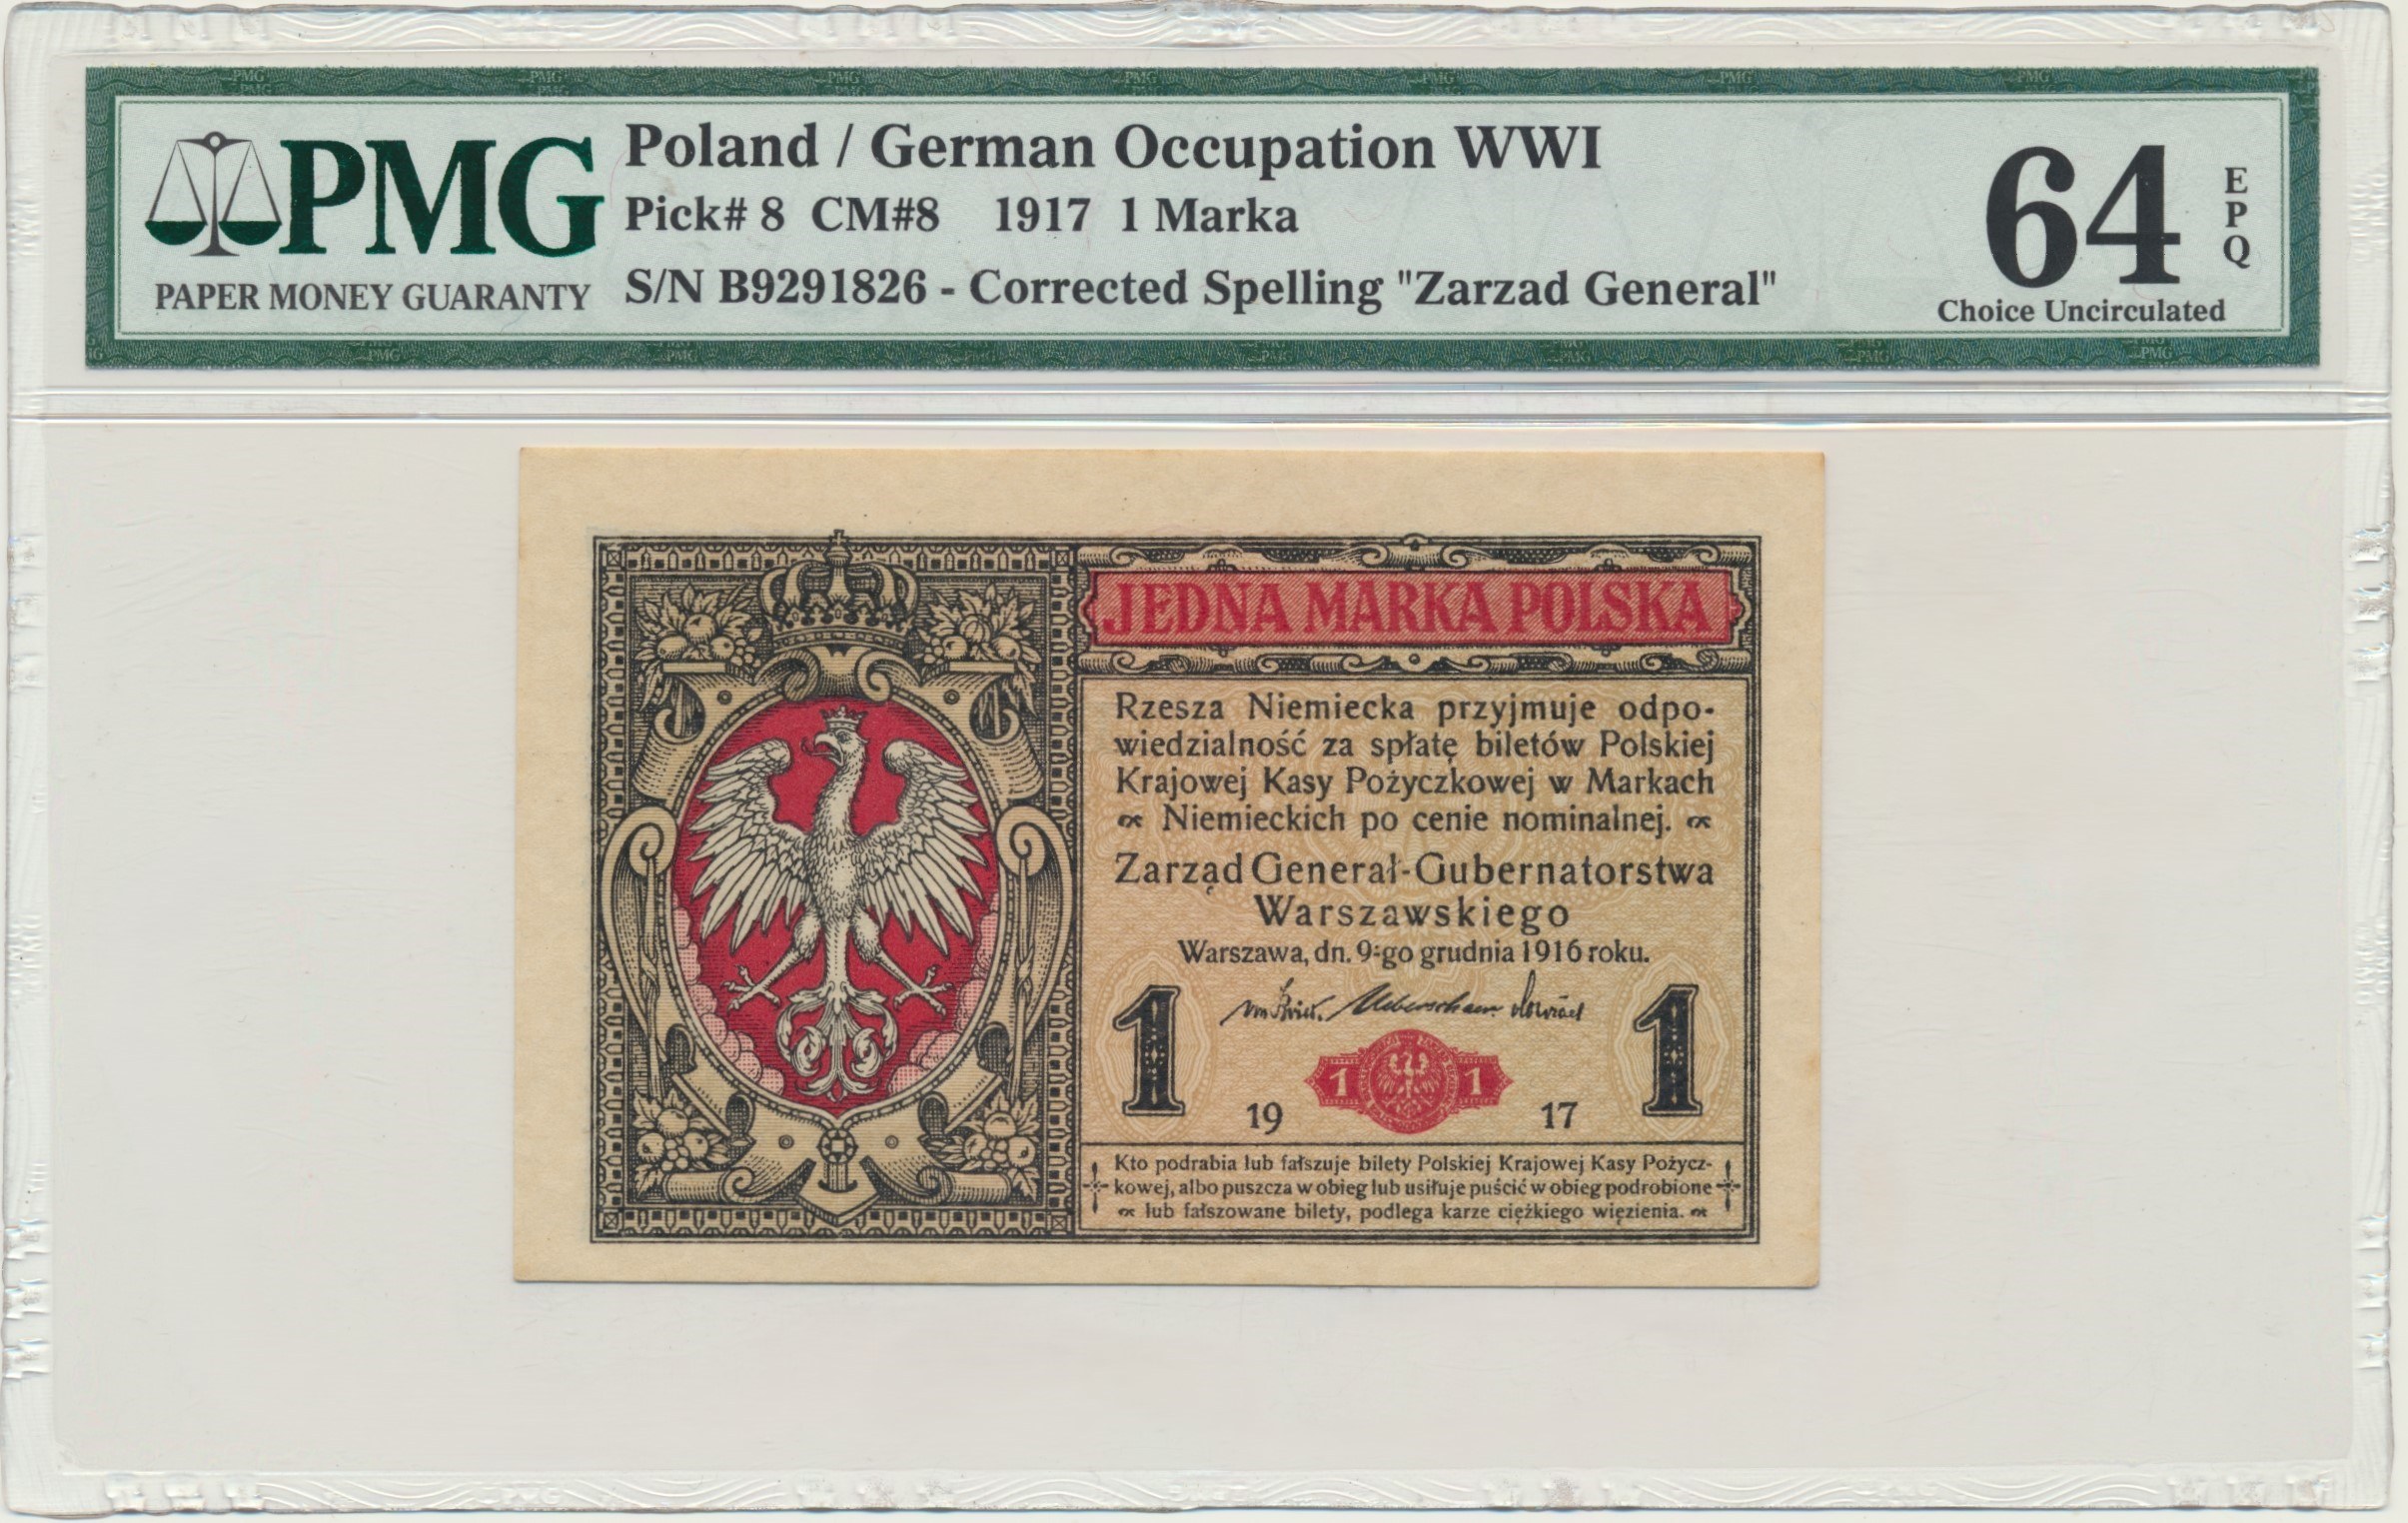 PMG
PAPER MONEY GUARANTY
Poland / German Occupation WWI
Pick# 8 CM#8 1917 1 Marka
S/N B9291826 - Corrected Spelling "Zarzad General"
64
EPQ
Choice Uncirculated
JEDNA MARKA POLSKA
Rzesza Niemiecka przyjmuje odpo-
wiedzialność za spłatę biletów Polskiej
Krajowej Kasy Pożyczkowej w Markach
Niemieckich po cenie nominalnej.
Zarząd Generał-Gubernatorstwa
Warszawskiego
Warszawa, dn. 9-go grudnia 1916 roku.
1 1
1 1
19 17
Kto podrabia lub fałszuje bilety Polskiej Krajowej Kasy Pożycz-
kowej, albo puszcza w obieg lub usiłuje puścić w obieg podrobione
lub fałszowane bilety, podlega karze ciężkiego więzienia.